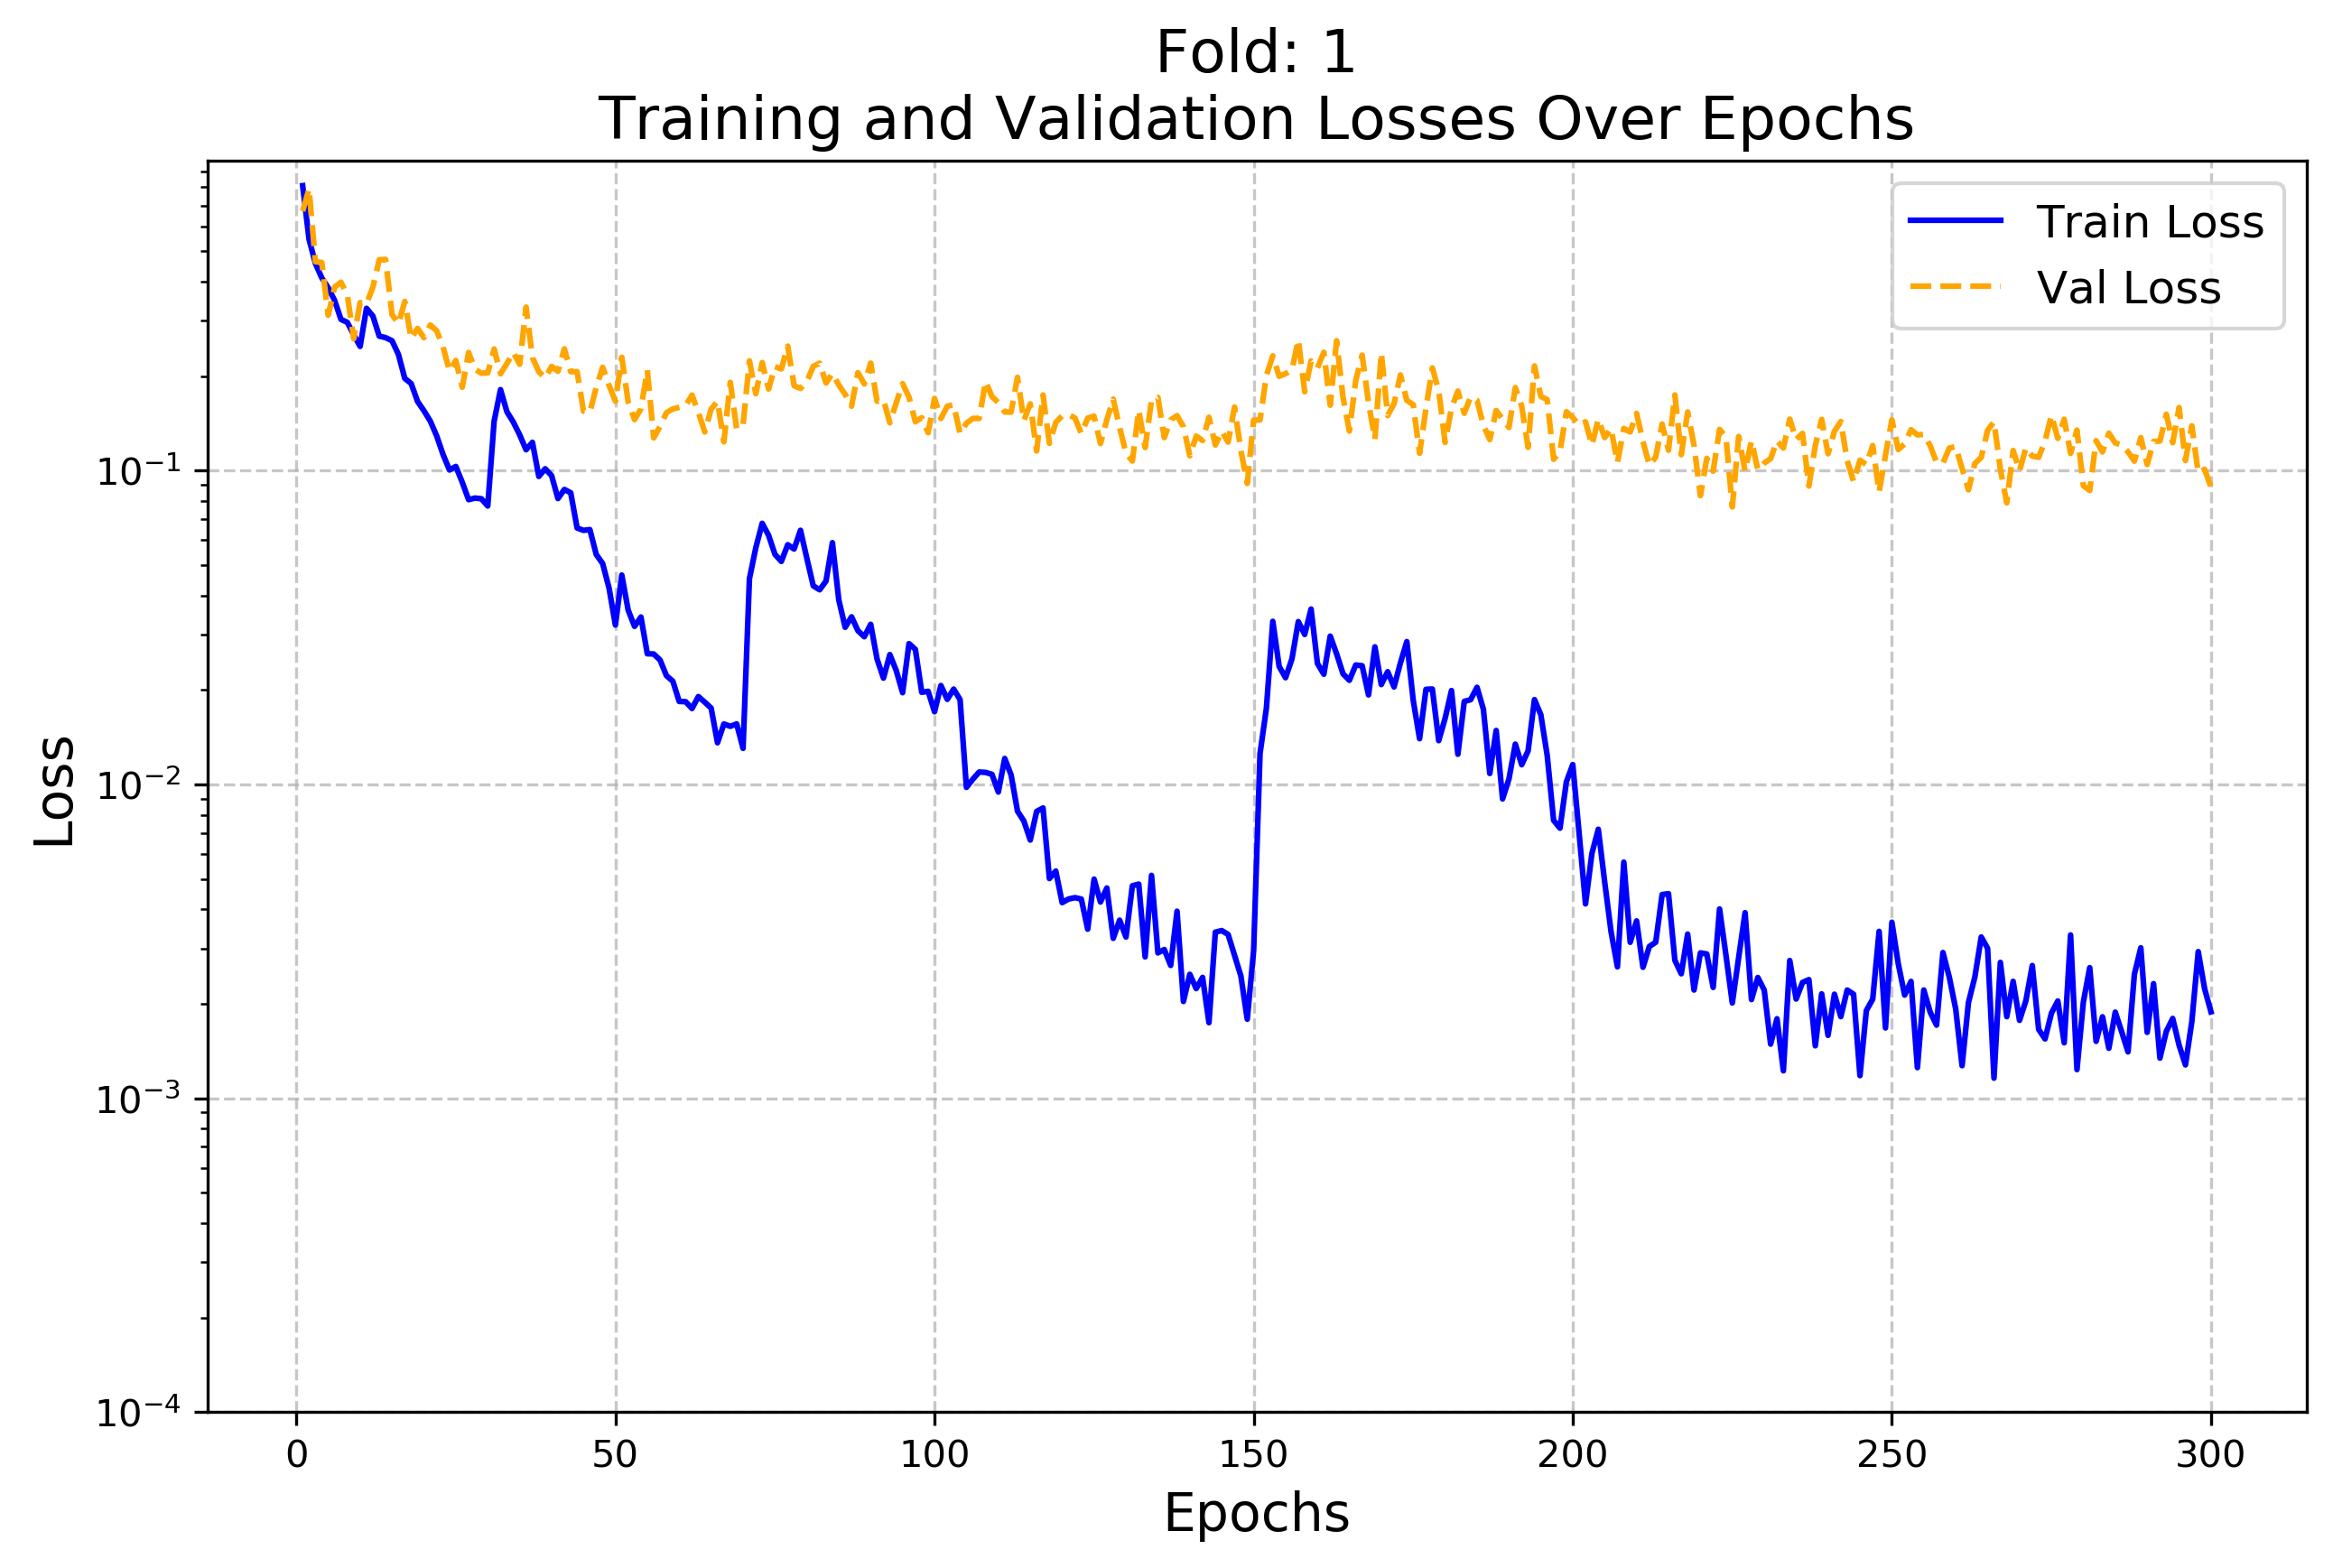 Fold: 1
Training and Validation Losses Over Epochs
Train Loss
Val Loss
Loss
10⁻¹
10⁻²
10⁻³
10⁻⁴
0 50 100 150 200 250 300
Epochs